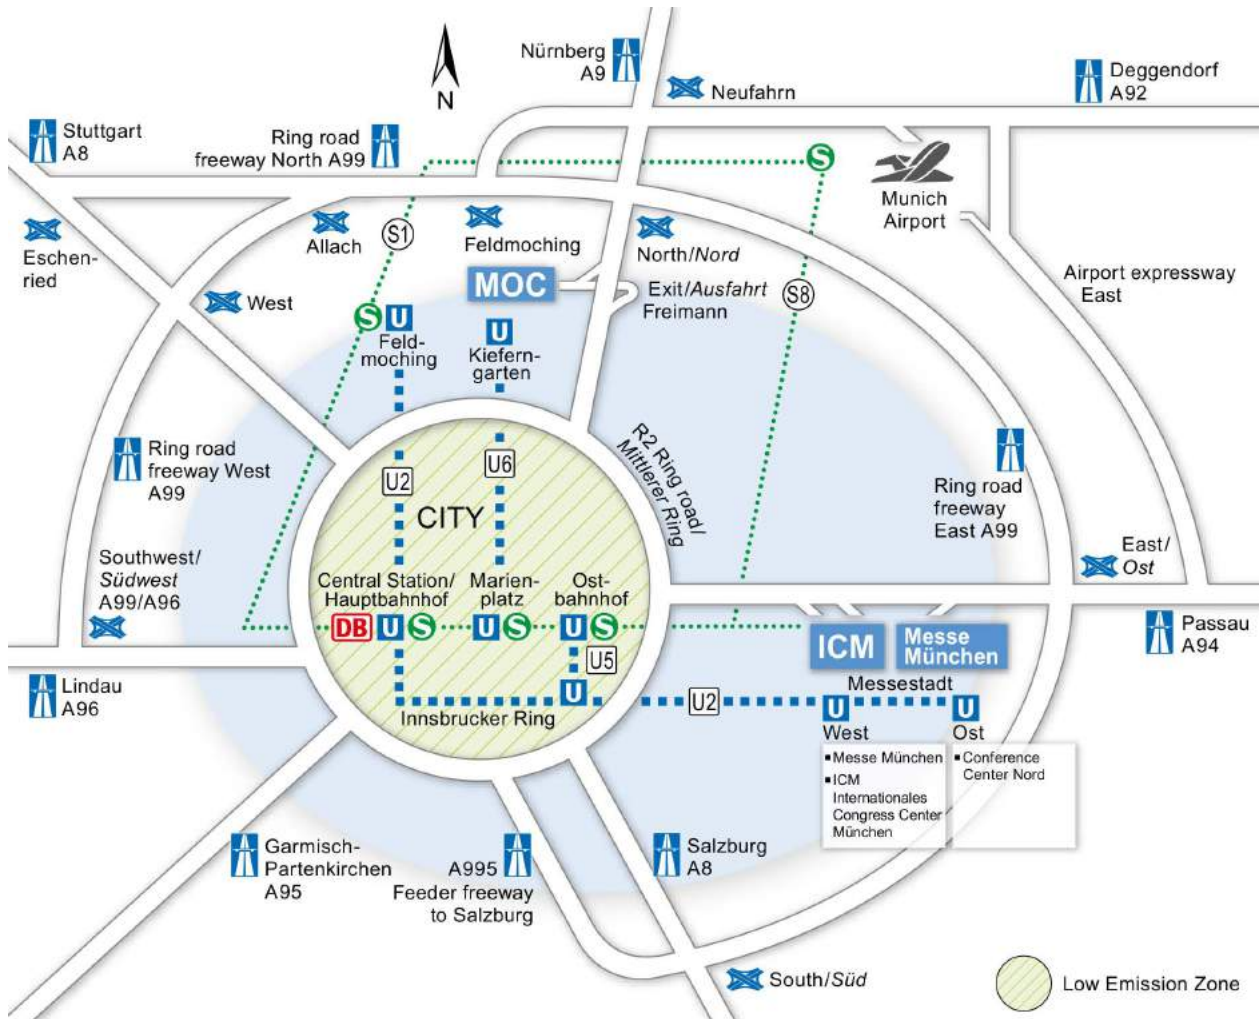 N
Nürnberg
A9
Neufahrn
Deggendorf
A92
Stuttgart
A8
Ring road
freeway North A99
S
Munich
Airport
Eschen-
ried
Allach
S1
Feldmoching
North/Nord
West
MOC
Exit/Ausfahrt
Freimann
S8
Airport expressway
East
S
U
Feld-
moching
U
Kiefern-
garten
Ring road
freeway West
A99
U2
U6
R2 Ring road/
Mittlerer Ring
Ring road
freeway
East A99
CITY
Southwest/
Südwest
A99/A96
Central Station/
Hauptbahnhof
DB
U
S
Marien-
platz
U
S
Ost-
bahnhof
U
S
East/
Ost
Passau
A94
ICM
Messe
München
U5
Lindau
A96
U
Innsbrucker Ring
U2
Messestadt
U
West
U
Ost
Messe München
ICM
Internationales
Congress Center
München
Conference
Center Nord
Garmisch-
Partenkirchen
A95
A995
Feeder freeway
to Salzburg
Salzburg
A8
South/Süd
Low Emission Zone